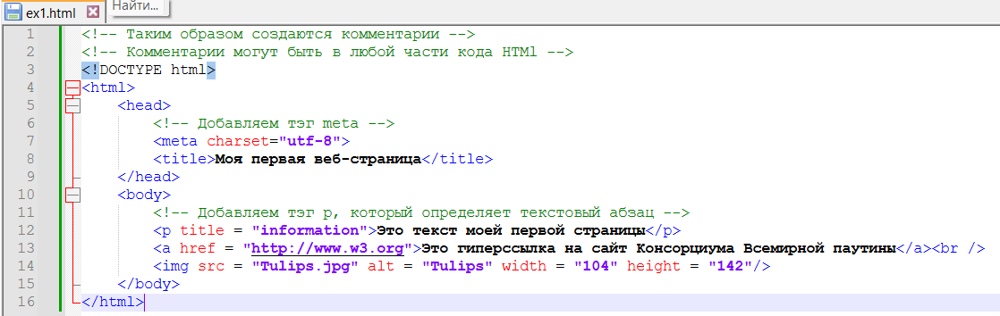 ex1.html
Найти...
1 <!-- Таким образом создаются комментарии -->
2 <!-- Комментарии могут быть в любой части кода HTMl -->
3 <!DOCTYPE html>
4 <html>
5 <head>
6 <!-- Добавляем тэг meta -->
7 <meta charset="utf-8">
8 <title>Моя первая веб-страница</title>
9 </head>
10 <body>
11 <!-- Добавляем тэг p, который определяет текстовый абзац -->
12 <p title = "information">Это текст моей первой страницы</p>
13 <a href = "http://www.w3.org">Это гиперссылка на сайт Консорциума Всемирной паутины</a><br />
14 <img src = "Tulips.jpg" alt = "Tulips" width = "104" height = "142"/>
15 </body>
16 </html>